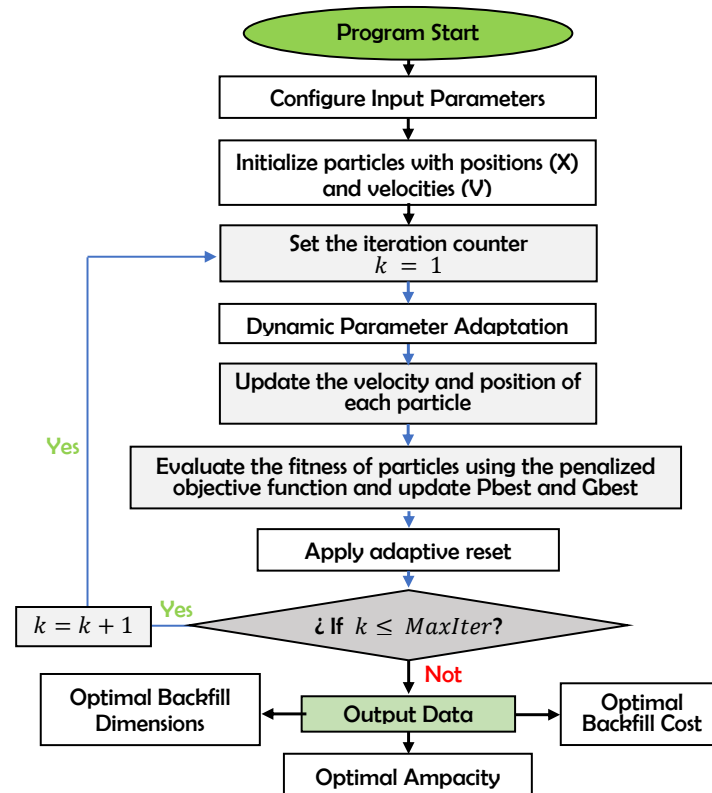 Program Start
Configure Input Parameters
Initialize particles with positions (X)
and velocities (V)
Set the iteration counter
k = 1
Dynamic Parameter Adaptation
Update the velocity and position of
each particle
Yes
Evaluate the fitness of particles using the penalized
objective function and update Pbest and Gbest
Apply adaptive reset
Yes
k = k + 1
¿ If k ≤ MaxIter?
Not
Optimal Backfill
Dimensions
Output Data
Optimal
Backfill Cost
Optimal Ampacity